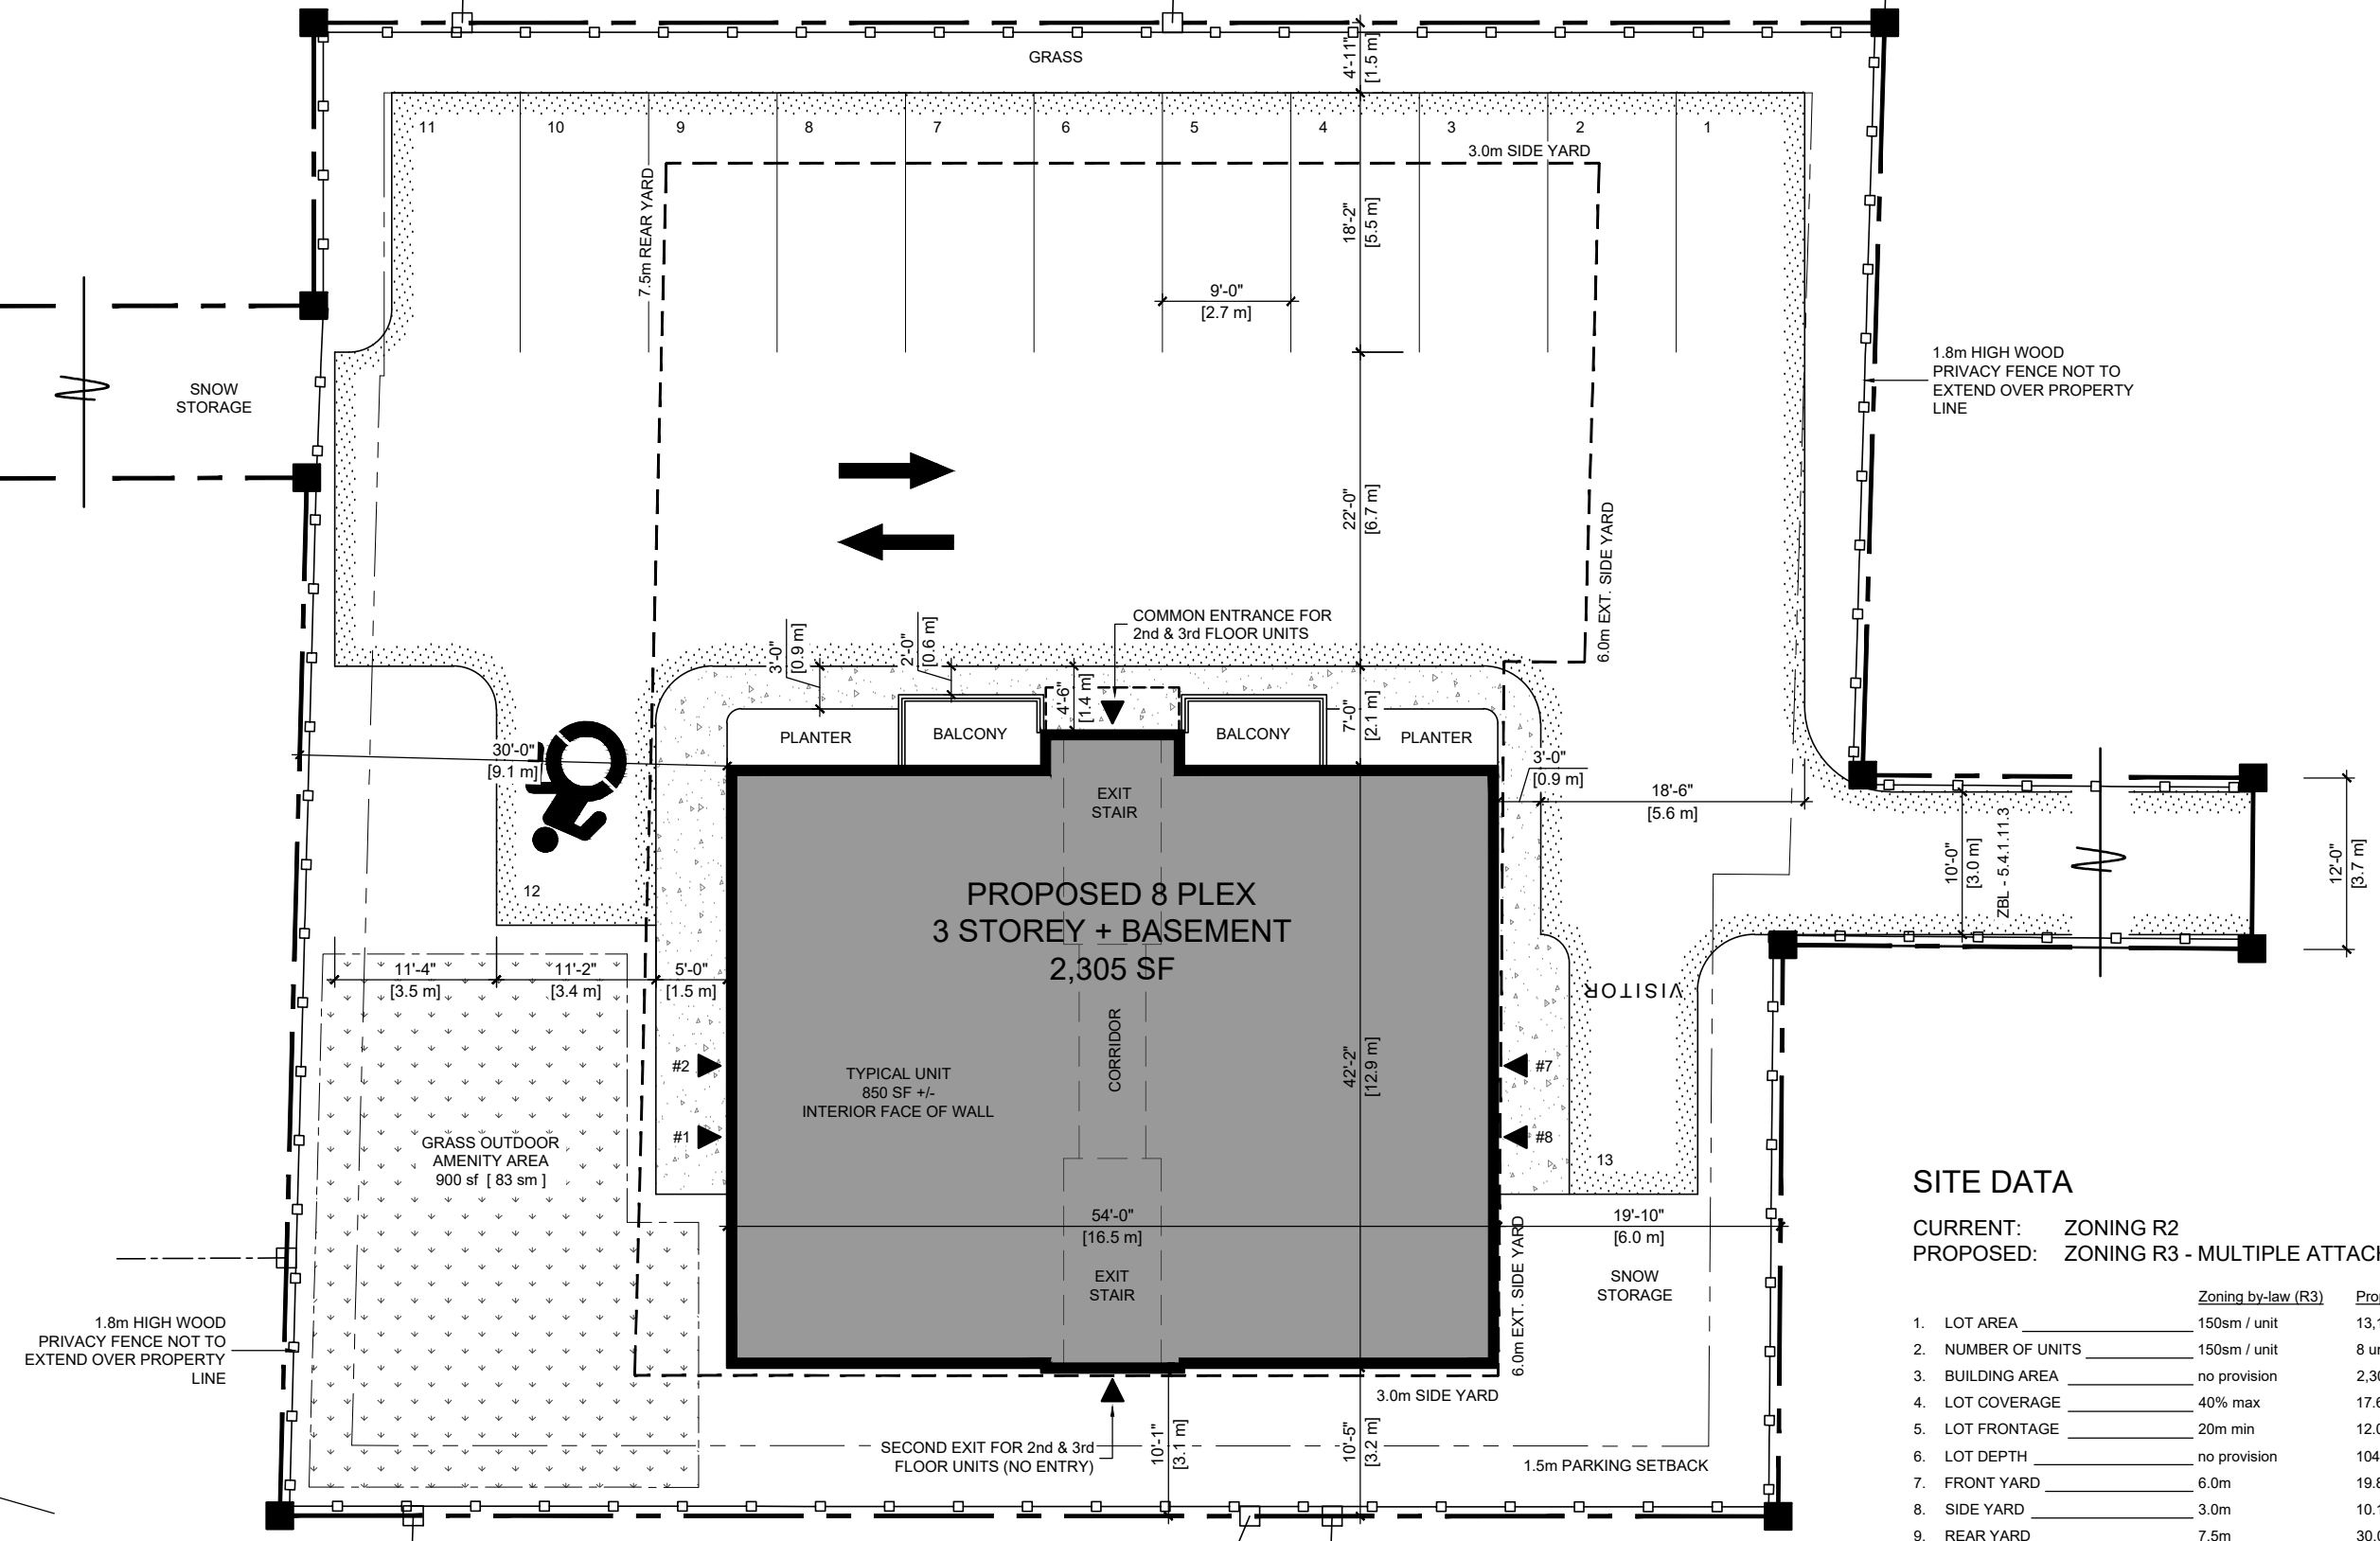 GRASS
4'-11"
[1.5 m]
11
10
9
8
7
6
5
4
3
2
1
3.0m SIDE YARD
7.5m REAR YARD
18'-2"
[5.5 m]
9'-0"
[2.7 m]
SNOW
STORAGE
1.8m HIGH WOOD
PRIVACY FENCE NOT TO
EXTEND OVER PROPERTY
LINE
22'-0"
[6.7 m]
6.0m EXT. SIDE YARD
COMMON ENTRANCE FOR
2nd & 3rd FLOOR UNITS
3'-0"
[0.9 m]
2'-0"
[0.6 m]
4'-6"
[1.4 m]
7'-0"
[2.1 m]
PLANTER
BALCONY
BALCONY
PLANTER
30'-0"
[9.1 m]
3'-0"
[0.9 m]
18'-6"
[5.6 m]
EXIT
STAIR
10'-0"
[3.0 m]
ZBL - 5.4.1.11.3
12'-0"
[3.7 m]
12
PROPOSED 8 PLEX
3 STOREY + BASEMENT
2,305 SF
11'-4"
[3.5 m]
11'-2"
[3.4 m]
5'-0"
[1.5 m]
VISITOR
CORRIDOR
42'-2"
[12.9 m]
#2
#7
TYPICAL UNIT
850 SF +/-
INTERIOR FACE OF WALL
#1
#8
GRASS OUTDOOR
AMENITY AREA
900 sf [ 83 sm ]
13
54'-0"
[16.5 m]
19'-10"
[6.0 m]
6.0m EXT. SIDE YARD
EXIT
STAIR
SNOW
STORAGE
1.8m HIGH WOOD
PRIVACY FENCE NOT TO
EXTEND OVER PROPERTY
LINE
3.0m SIDE YARD
SECOND EXIT FOR 2nd & 3rd
FLOOR UNITS (NO ENTRY)
10'-1"
[3.1 m]
10'-5"
[3.2 m]
1.5m PARKING SETBACK
SITE DATA
CURRENT: ZONING R2
PROPOSED: ZONING R3 - MULTIPLE
Zoning by-law (R3)
1. LOT AREA 150sm / unit
2. NUMBER OF UNITS 150sm / unit 8
3. BUILDING AREA no provision
4. LOT COVERAGE 40% max
5. LOT FRONTAGE 20m min
6. LOT DEPTH no provision
7. FRONT YARD 6.0m
8. SIDE YARD 3.0m
9. REAR YARD 7.5m